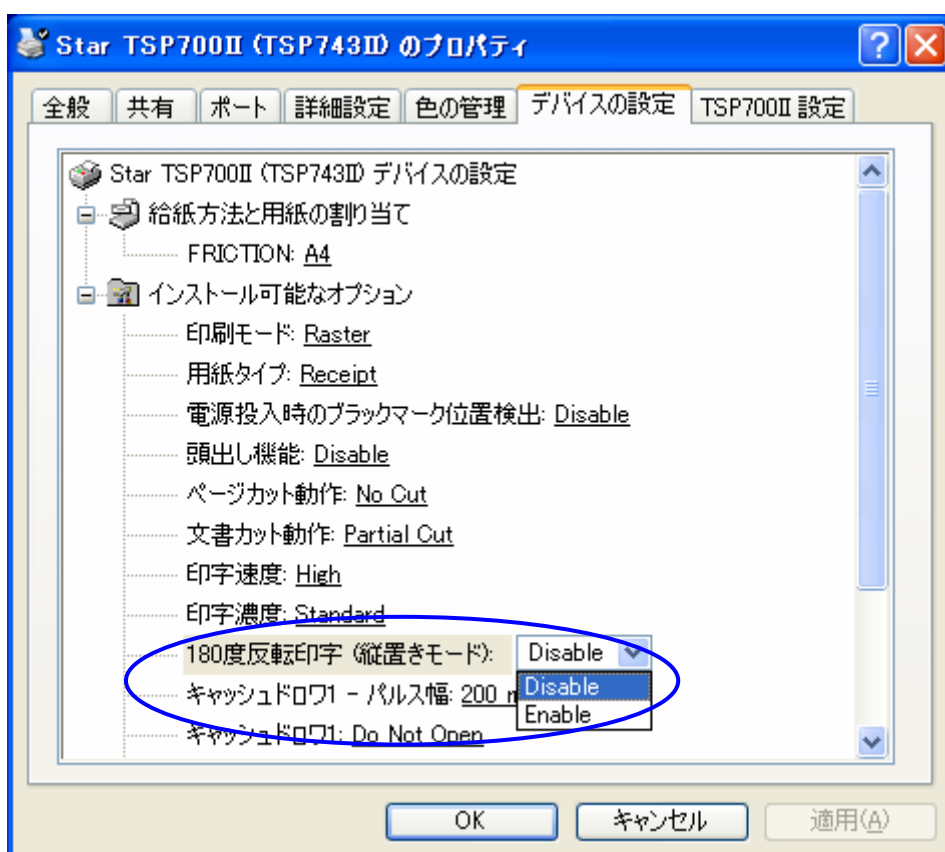 Star TSP700II (TSP743II) のプロパティ
全般 共有 ポート 詳細設定 色の管理 デバイスの設定 TSP700II 設定
Star TSP700II (TSP743II) デバイスの設定
給紙方法と用紙の割り当て
FRICTION: A4
インストール可能なオプション
印刷モード: Raster
用紙タイプ: Receipt
電源投入時のブラックマーク位置検出: Disable
頭出し機能: Disable
ページカット動作: No Cut
文書カット動作: Partial Cut
印字速度: High
印字濃度: Standard
180度反転印字 (縦置きモード): Disable
Disable
キャッシュドロワ1 - パルス幅: 200 m
Enable
キャッシュドロワ1: Do Not Open
OK キャンセル 適用(A)